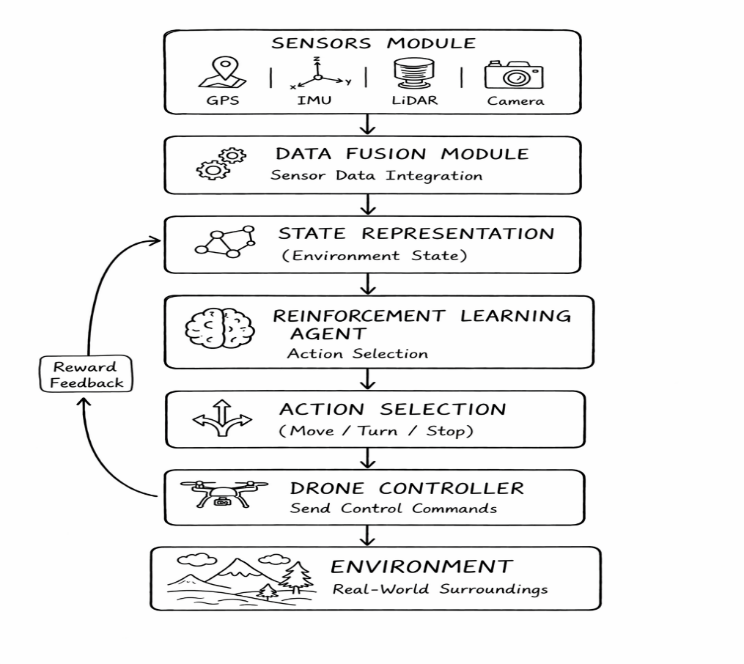 SENSORS MODULE
z
x y
GPS IMU LiDAR Camera
DATA FUSION MODULE
Sensor Data Integration
STATE REPRESENTATION
(Environment State)
REINFORCEMENT LEARNING
AGENT
Action Selection
Reward
Feedback
ACTION SELECTION
(Move / Turn / Stop)
DRONE CONTROLLER
Send Control Commands
ENVIRONMENT
Real-World Surroundings